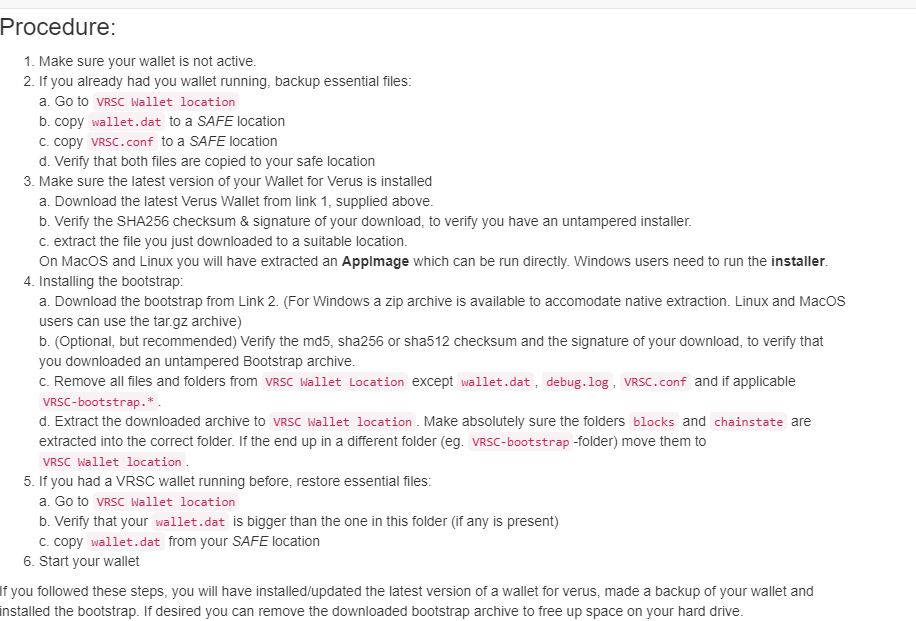 Procedure:
1. Make sure your wallet is not active.
2. If you already had you wallet running, backup essential files:
a. Go to VRSC Wallet location
b. copy wallet.dat to a SAFE location
c. copy VRSC.conf to a SAFE location
d. Verify that both files are copied to your safe location
3. Make sure the latest version of your Wallet for Verus is installed
a. Download the latest Verus Wallet from link 1, supplied above.
b. Verify the SHA256 checksum & signature of your download, to verify you have an untampered installer.
c. extract the file you just downloaded to a suitable location.
On MacOS and Linux you will have extracted an AppImage which can be run directly. Windows users need to run the installer.
4. Installing the bootstrap:
a. Download the bootstrap from Link 2. (For Windows a zip archive is available to accomodate native extraction. Linux and MacOS
users can use the tar.gz archive)
b. (Optional, but recommended) Verify the md5, sha256 or sha512 checksum and the signature of your download, to verify that
you downloaded an untampered Bootstrap archive.
c. Remove all files and folders from VRSC Wallet Location except wallet.dat, debug.log, VRSC.conf and if applicable
VRSC-bootstrap.*.
d. Extract the downloaded archive to VRSC Wallet location. Make absolutely sure the folders blocks and chainstate are
extracted into the correct folder. If the end up in a different folder (eg. VRSC-bootstrap-folder) move them to
VRSC Wallet location.
5. If you had a VRSC wallet running before, restore essential files:
a. Go to VRSC Wallet location
b. Verify that your wallet.dat is bigger than the one in this folder (if any is present)
c. copy wallet.dat from your SAFE location
6. Start your wallet
If you followed these steps, you will have installed/updated the latest version of a wallet for verus, made a backup of your wallet and
installed the bootstrap. If desired you can remove the downloaded bootstrap archive to free up space on your hard drive.